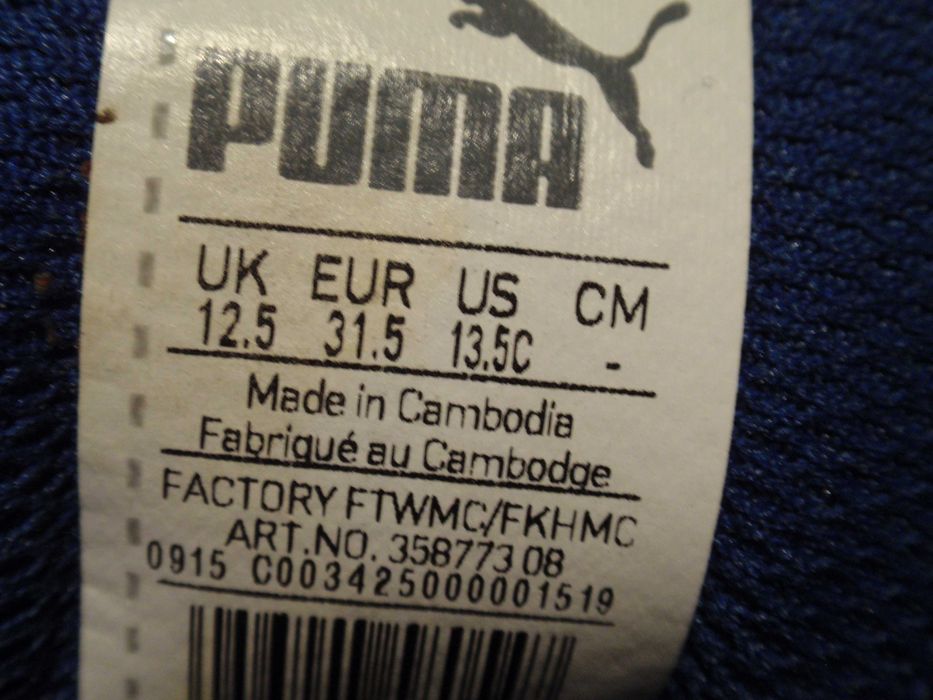 PUMA
UK EUR US CM
12.5 31.5 13.5C -
Made in Cambodia
Fabriqué au Cambodge
FACTORY FTWMC/FKHMC
ART.NO. 358773 08
0915 C003425000001519